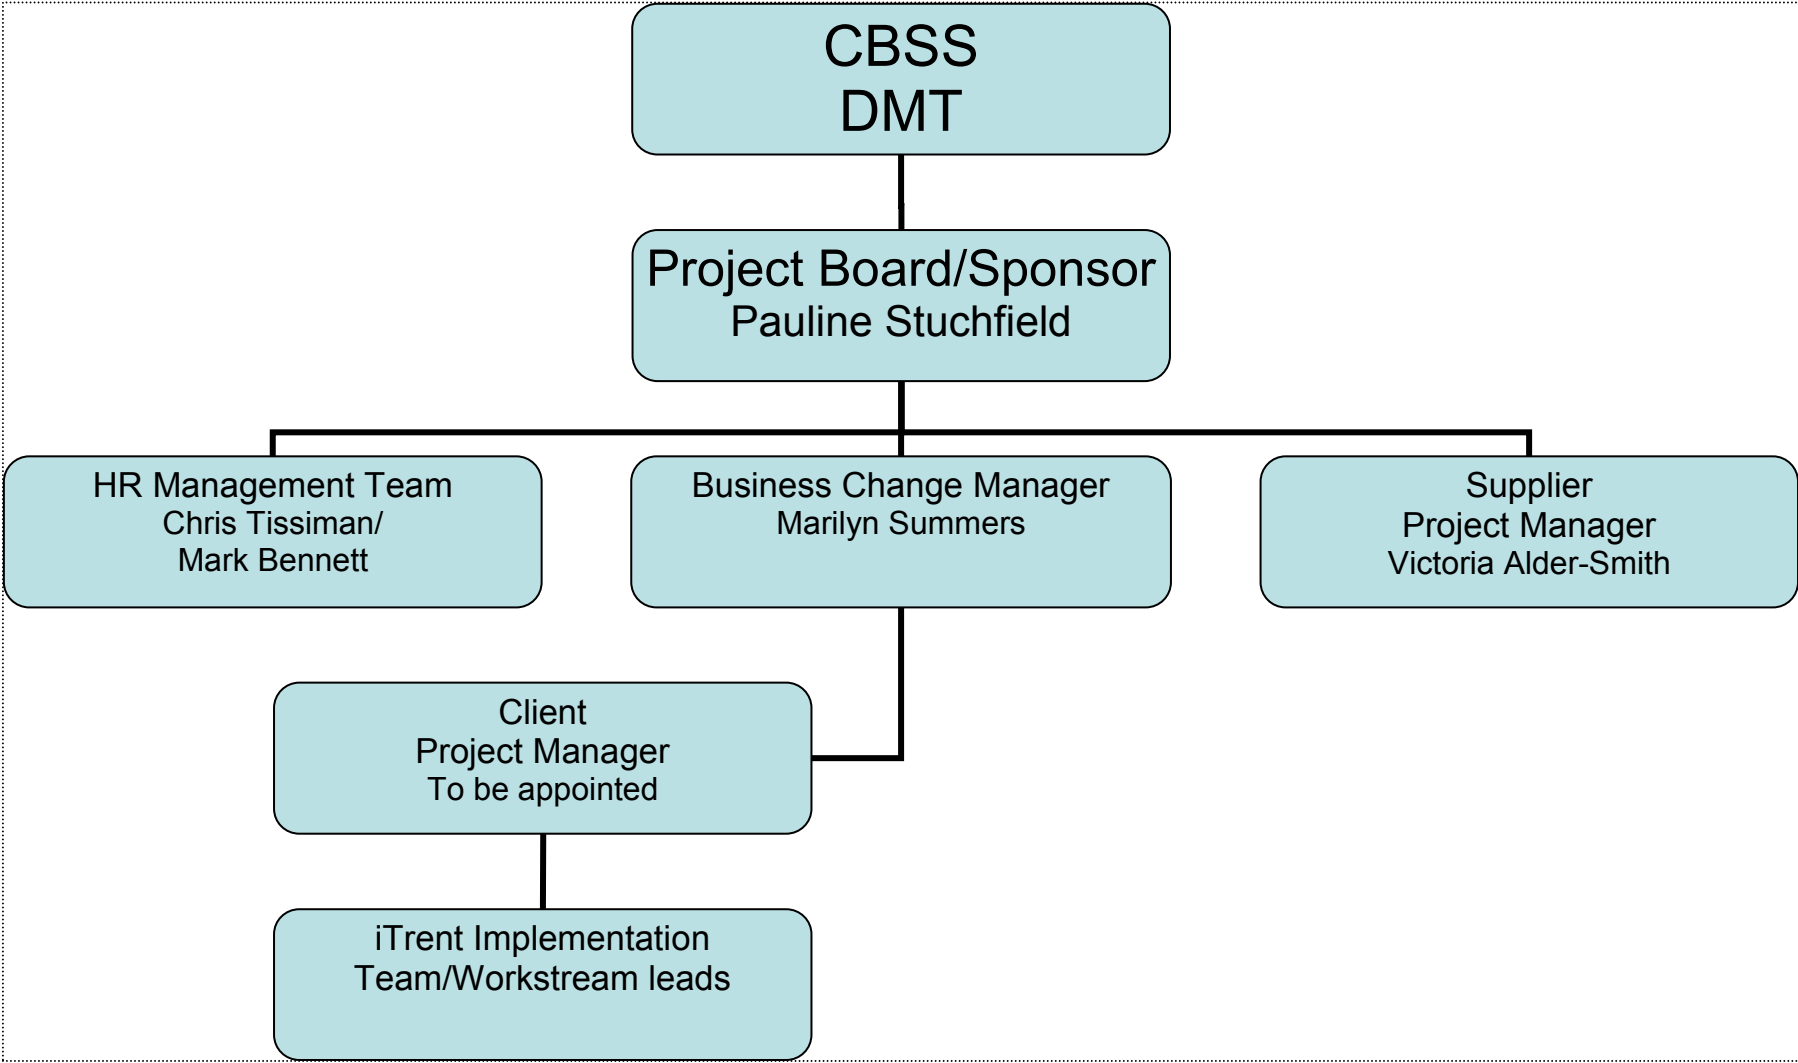 CBSS
DMT
Project Board/Sponsor
Pauline Stuchfield
HR Management Team
Chris Tissiman/
Mark Bennett
Business Change Manager
Marilyn Summers
Supplier
Project Manager
Victoria Alder-Smith
Client
Project Manager
To be appointed
iTrent Implementation
Team/Workstream leads